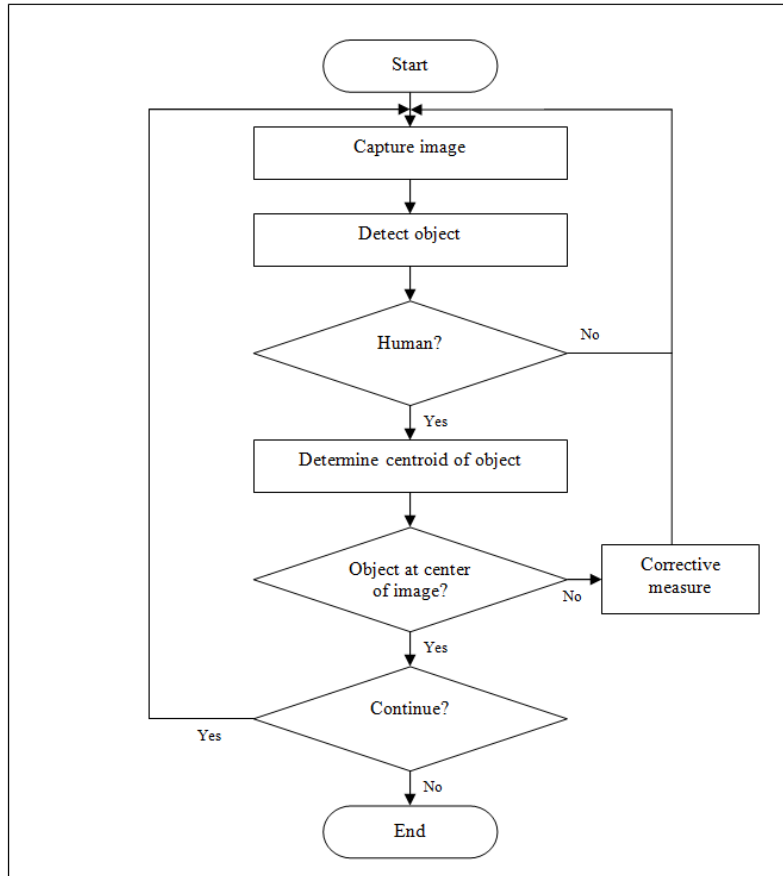 Start
Capture image
Detect object
Human?
No
Yes
Determine centroid of object
Object at center
of image?
No
Corrective
measure
Yes
Continue?
Yes
No
End